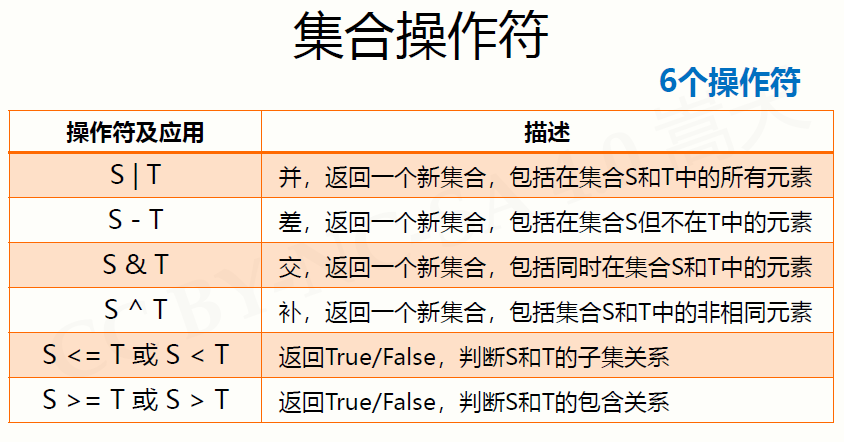 集合操作符
6个操作符
操作符及应用 描述
S | T 并，返回一个新集合，包括在集合S和T中的所有元素
S - T 差，返回一个新集合，包括在集合S但不在T中的元素
S & T 交，返回一个新集合，包括同时在集合S和T中的元素
S ^ T 补，返回一个新集合，包括集合S和T中的非相同元素
S <= T 或 S < T 返回True/False，判断S和T的子集关系
S >= T 或 S > T 返回True/False，判断S和T的包含关系